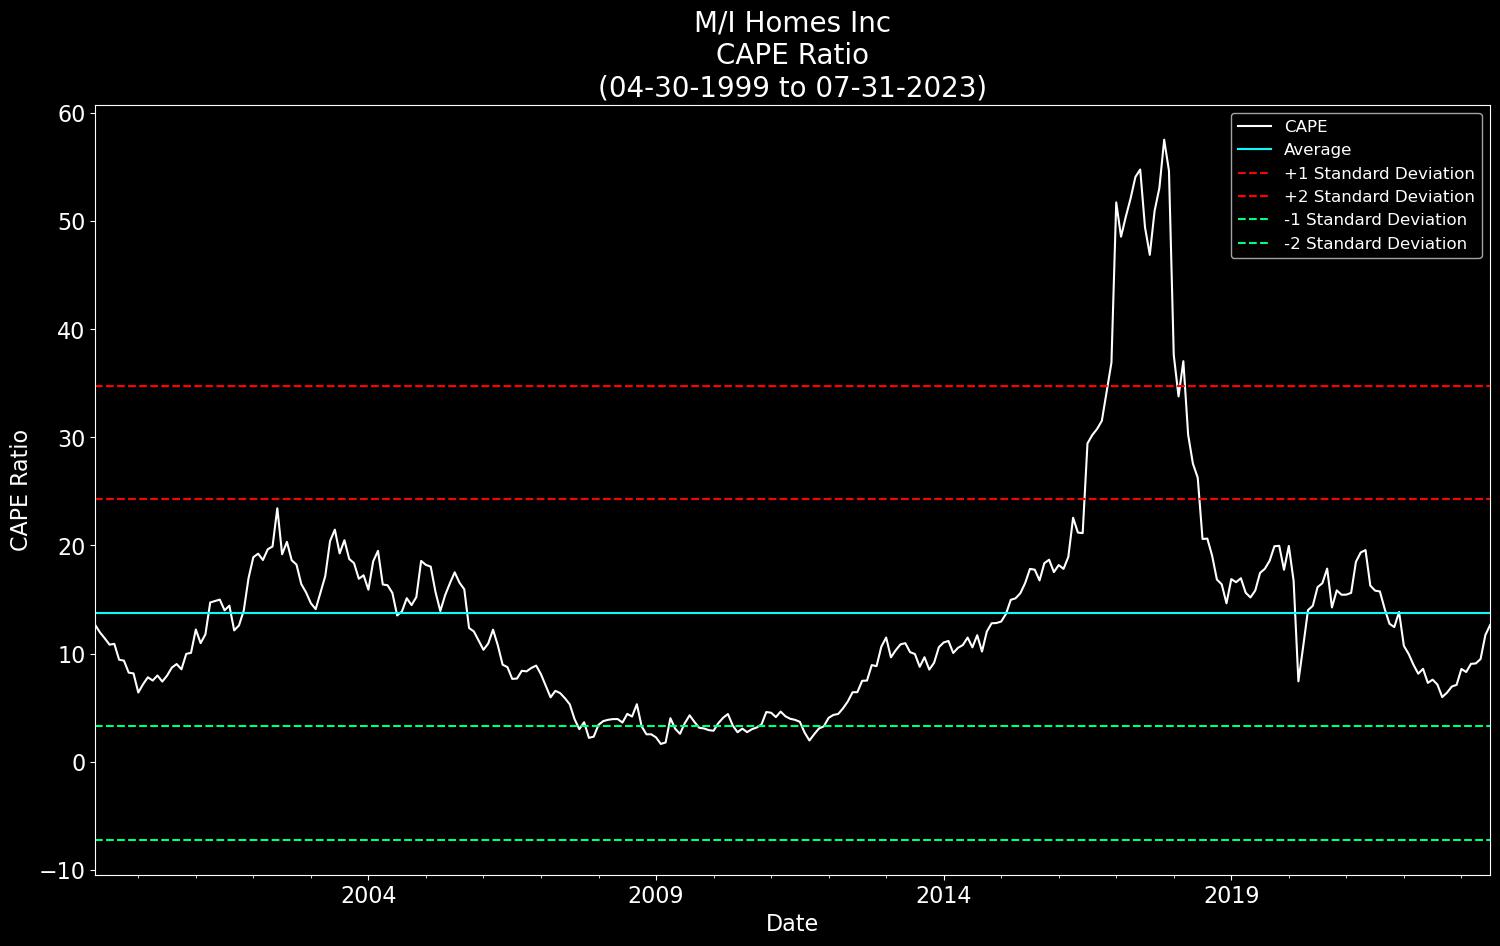 M/I Homes Inc
CAPE Ratio
(04-30-1999 to 07-31-2023)
60
50
40
30
20
10
0
−10
CAPE Ratio
CAPE
Average
+1 Standard Deviation
+2 Standard Deviation
-1 Standard Deviation
-2 Standard Deviation
2004 2009 2014 2019
Date